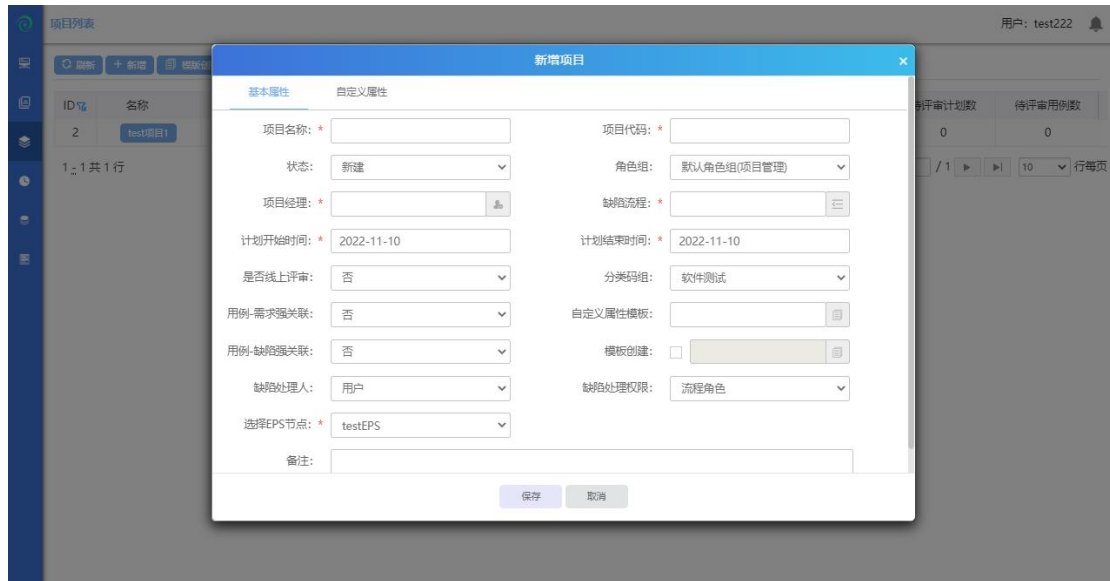 项目列表 用户: test222
刷新 + 新增 模版创
新增项目 ×
基本属性 自定义属性
ID 名称 待评审计划数 待评审用例数
2 test项目1 0 0
1 - 1 共 1 行 / 1 10 行每页
项目名称: * 项目代码: *
状态: 新建 角色组: 默认角色组(项目管理)
项目经理: * 缺陷流程: *
计划开始时间: * 2022-11-10 计划结束时间: * 2022-11-10
是否线上评审: 否 分类码组: 软件测试
用例-需求强关联: 否 自定义属性模板:
用例-缺陷强关联: 否 模板创建:
缺陷处理人: 用户 缺陷处理权限: 流程角色
选择EPS节点: * testEPS
备注:
保存 取消